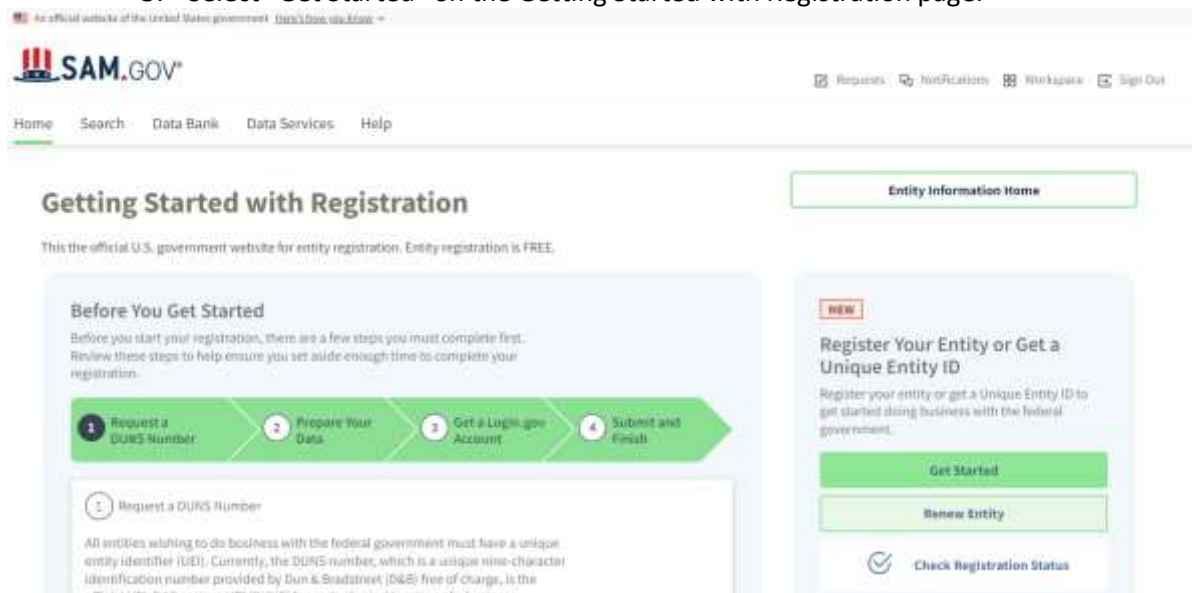 Select "Get Started" on the Getting Started with Registration page.
An official website of the United States government Here's how you know
SAM.GOV®
Requests Notifications Workspace Sign Out
Home Search Data Bank Data Services Help
Getting Started with Registration
Entity Information Home
This the official U.S. government website for entity registration. Entity registration is FREE.
Before You Get Started
Before you start your registration, there are a few steps you must complete first.
Review these steps to help ensure you set aside enough time to complete your
registration.
1 Request a
DUNS Number
2 Prepare Your
Data
3 Get a Login.gov
Account
4 Submit and
Finish
1 Request a DUNS Number
All entities wishing to do business with the federal government must have a unique
entity identifier (UEI). Currently, the DUNS number, which is a unique nine-character
identification number provided by Dun & Bradstreet (D&B) free of charge, is the
NEW
Register Your Entity or Get a
Unique Entity ID
Register your entity or get a Unique Entity ID to
get started doing business with the federal
government.
Get Started
Renew Entity
Check Registration Status